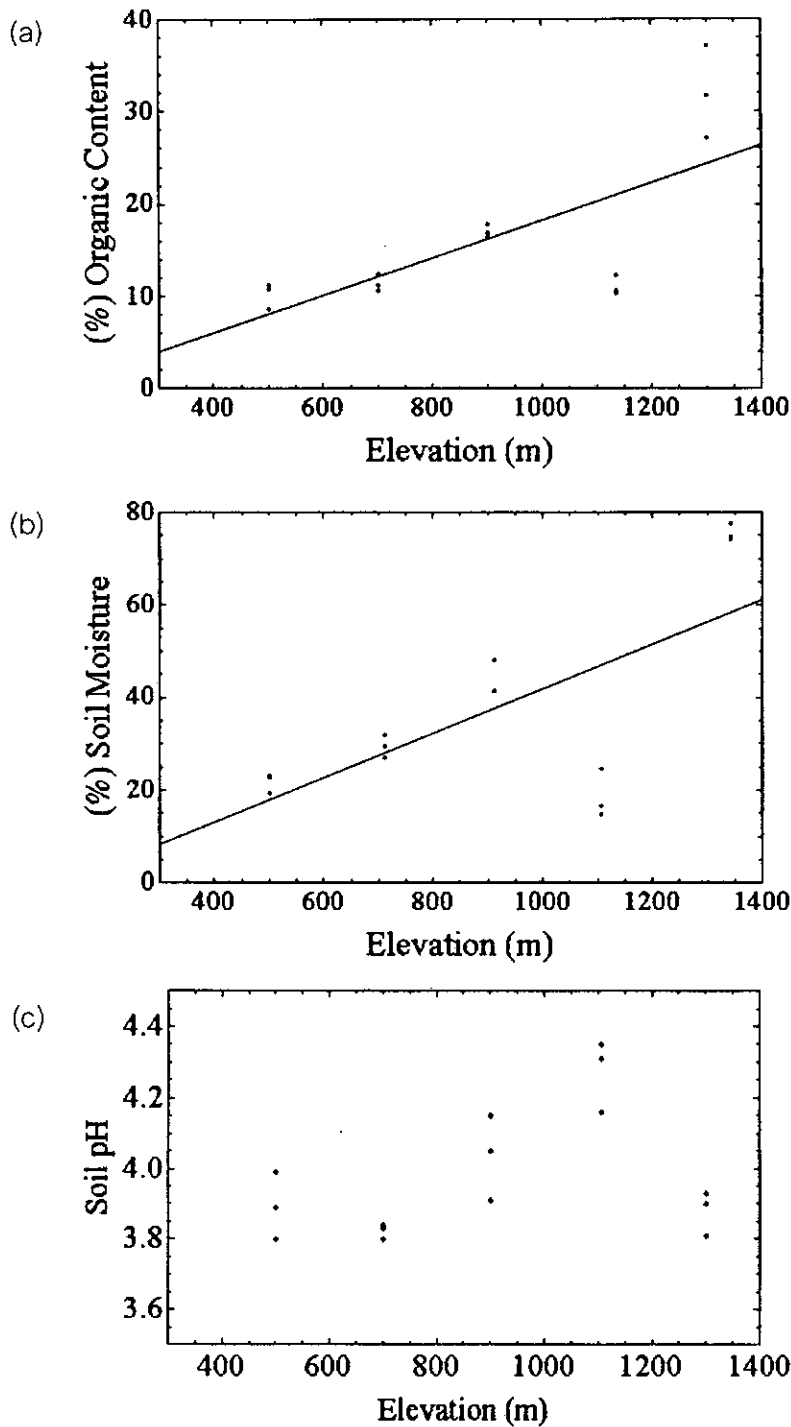 (a)
40
30
20
10
0
(%) Organic Content
400 600 800 1000 1200 1400
Elevation (m)
(b)
80
60
40
20
0
(%) Soil Moisture
400 600 800 1000 1200 1400
Elevation (m)
(c)
4.4
4.2
4.0
3.8
3.6
Soil pH
400 600 800 1000 1200 1400
Elevation (m)